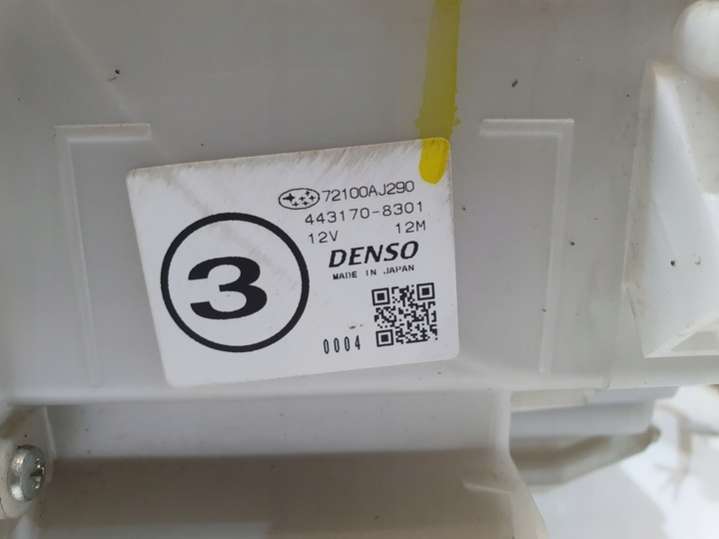 3
72100AJ290
443170-8301
12V 12M
DENSO
MADE IN JAPAN
0004